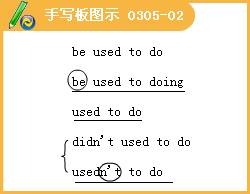 手写板图示 0305-02
be used to do
be used to doing
used to do
didn't used to do
usedn't to do